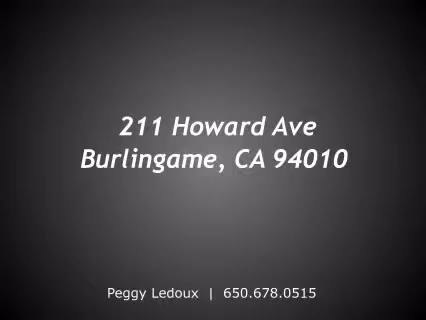 211 Howard Ave
Burlingame, CA 94010
Peggy Ledoux | 650.678.0515